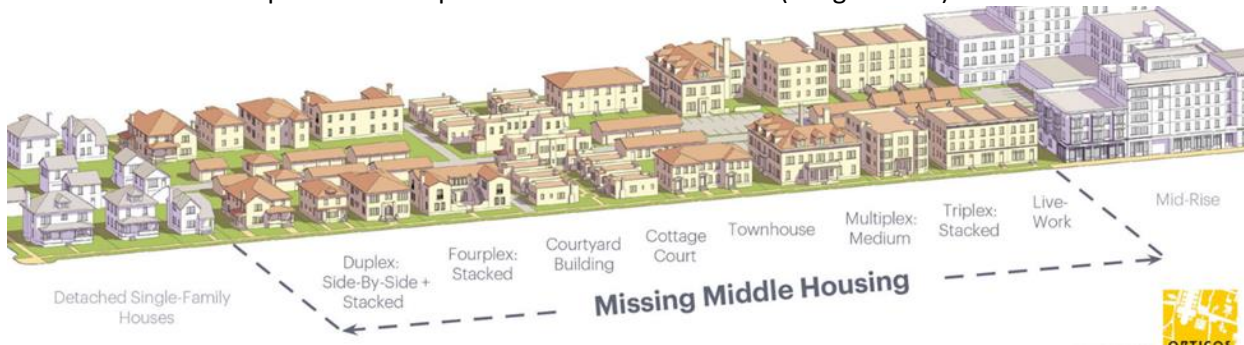 Detached Single-Family
Houses
Duplex:
Side-By-Side +
Stacked
Fourplex:
Stacked
Courtyard
Building
Cottage
Court
Townhouse
Multiplex:
Medium
Triplex:
Stacked
Live-
Work
Mid-Rise
Missing Middle Housing